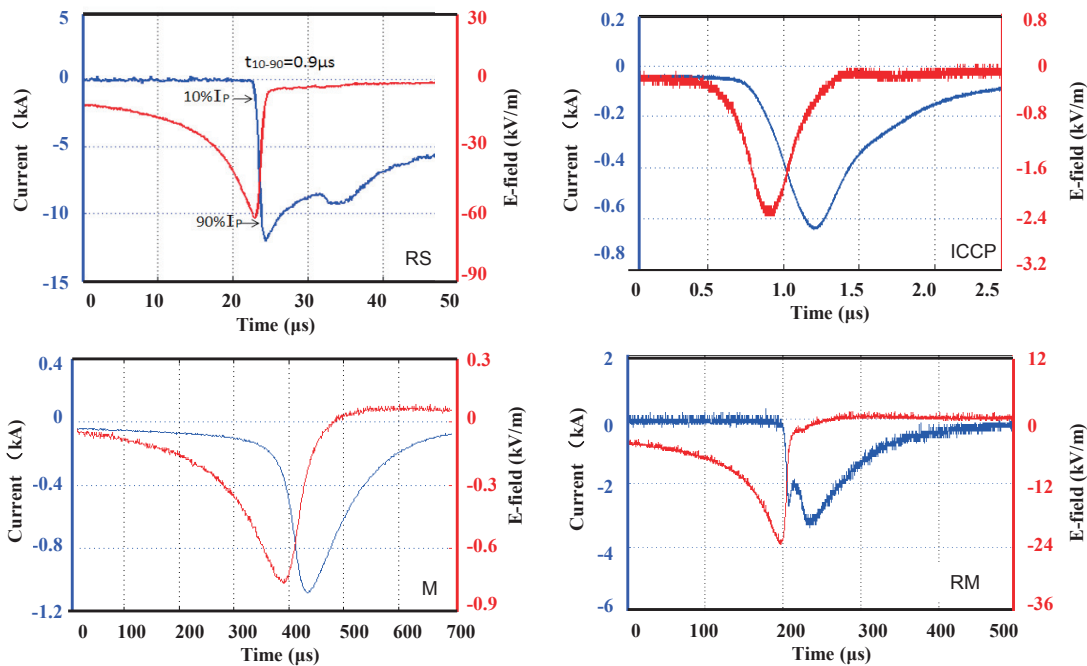 5
0
-5
-10
-15
Current (kA)
t10-90=0.9μs
10%IP
90%IP
RS
30
0
-30
-60
-90
E-field (kV/m)
0 10 20 30 40 50
Time (μs)
0.2
0
-0.2
-0.4
-0.6
-0.8
Current (kA)
ICCP
0.8
0
-0.8
-1.6
-2.4
-3.2
E-field (kV/m)
0 0.5 1.0 1.5 2.0 2.5
Time (μs)
0.4
0
-0.4
-0.8
-1.2
Current (kA)
M
0.3
0
-0.3
-0.6
-0.9
E-field (kV/m)
0 100 200 300 400 500 600 700
Time (μs)
2
0
-2
-4
-6
Current (kA)
RM
12
0
-12
-24
-36
E-field (kV/m)
0 100 200 300 400 500
Time (μs)